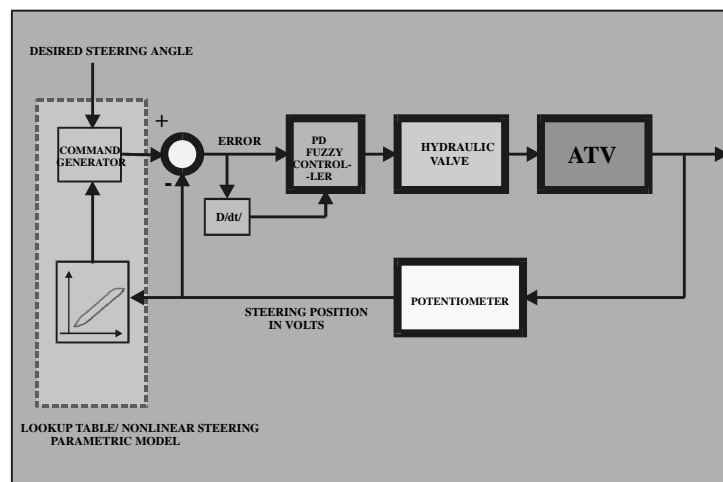 DESIRED STEERING ANGLE
+
COMMAND
GENERATOR
-
ERROR
D/dt/
PD
FUZZY
CONTROL-
-LER
HYDRAULIC
VALVE
ATV
POTENTIOMETER
STEERING POSITION
IN VOLTS
LOOKUP TABLE/ NONLINEAR STEERING
PARAMETRIC MODEL